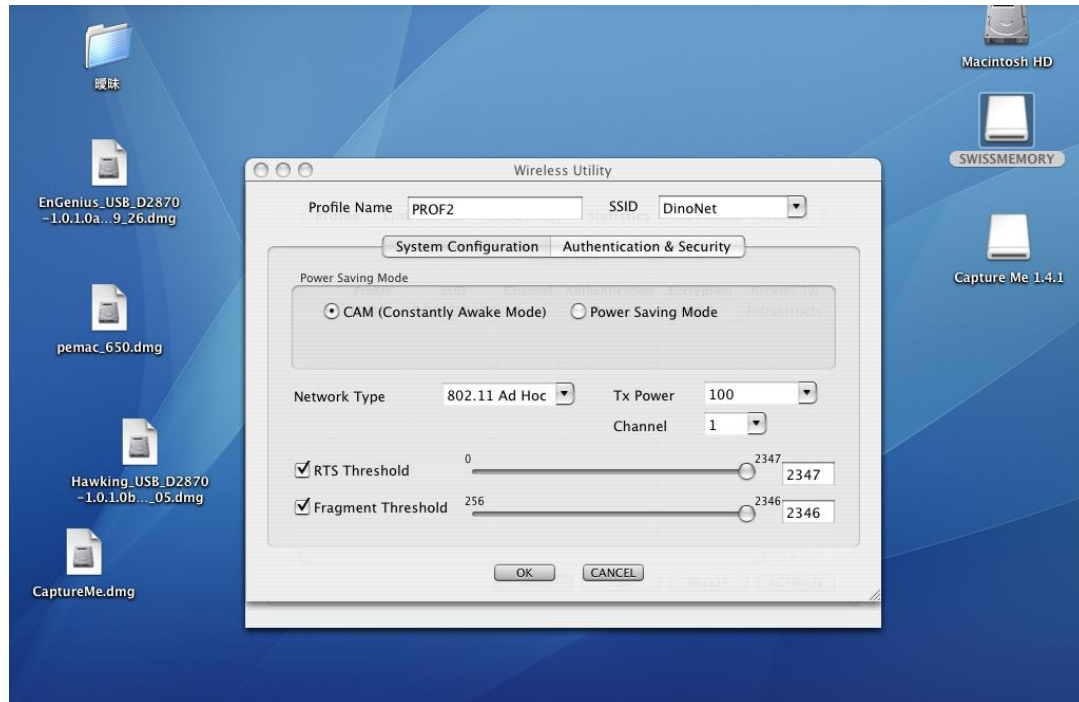 曖昧
EnGenius_USB_D2870
-1.0.1.0a...9_26.dmg
pemac_650.dmg
Hawking_USB_D2870
-1.0.1.0b..._05.dmg
CaptureMe.dmg
Macintosh HD
SWISSMEMORY
Capture Me 1.4.1
Wireless Utility
Profile Name PROF2 SSID DinoNet
System Configuration Authentication & Security
Power Saving Mode
CAM (Constantly Awake Mode) Power Saving Mode
Network Type 802.11 Ad Hoc Tx Power 100
Channel 1
RTS Threshold 0 2347 2347
Fragment Threshold 256 2346 2346
OK CANCEL
DELETE ACTIVATE